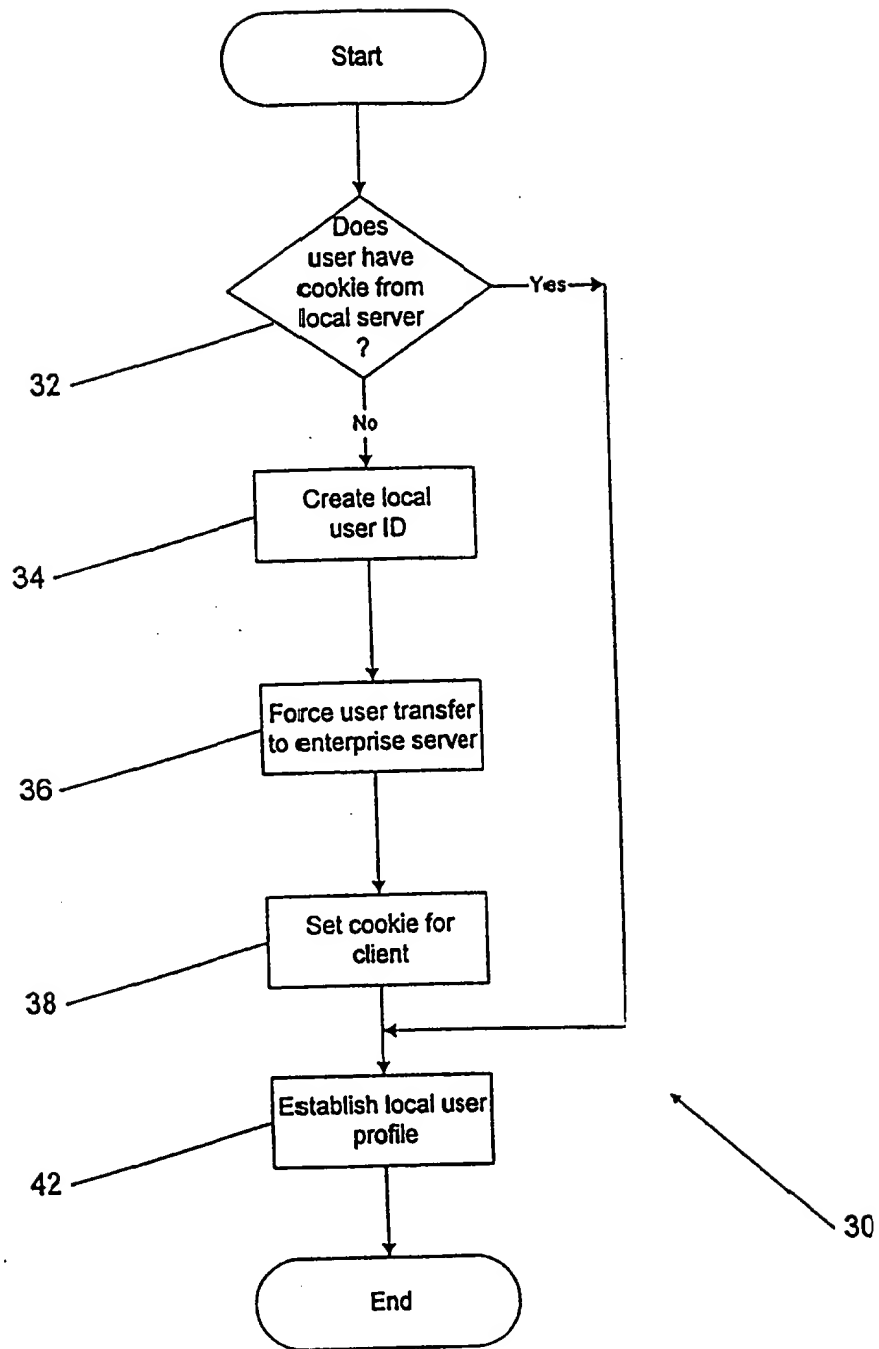 Start
Does
user have
cookie from
local server
?
Yes
32
No
Create local
user ID
34
Force user transfer
to enterprise server
36
Set cookie for
client
38
Establish local user
profile
42
30
End